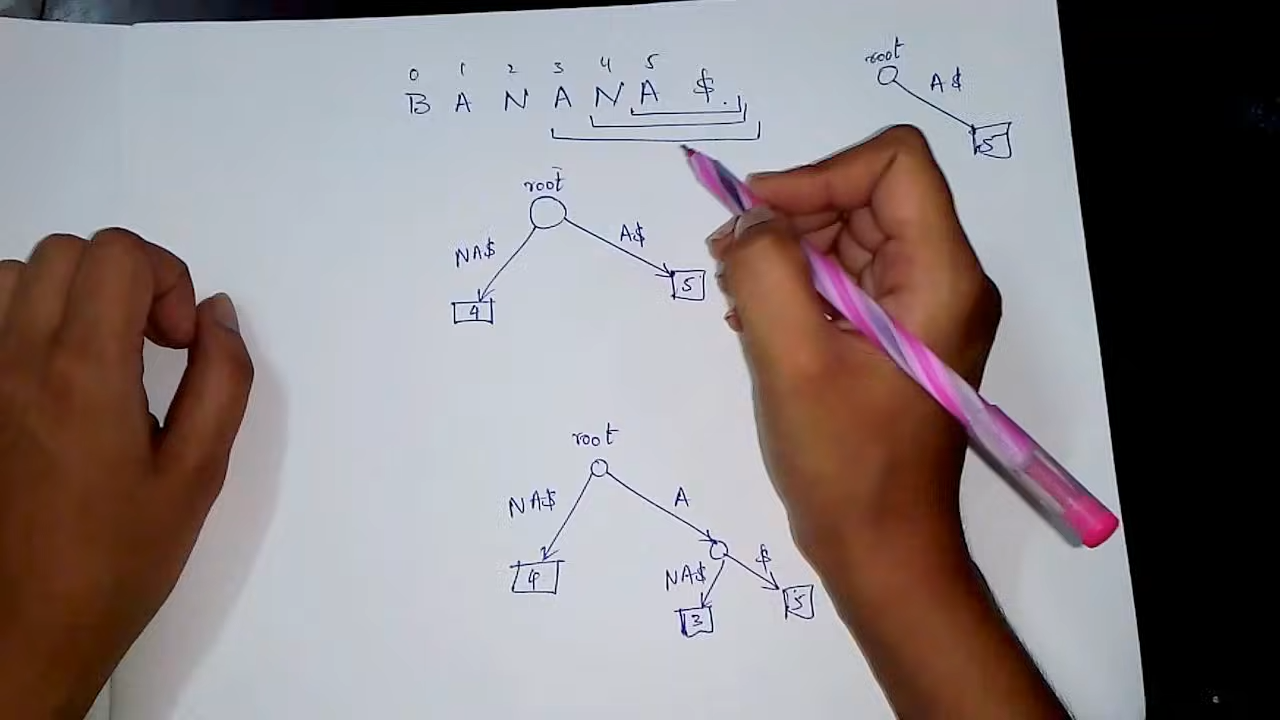 0 1 2 3 4 5
B A N A N A $.
root
A$
5
root
NA$ A$
4 5
root
NA$ A
4
NA$ $
3 5